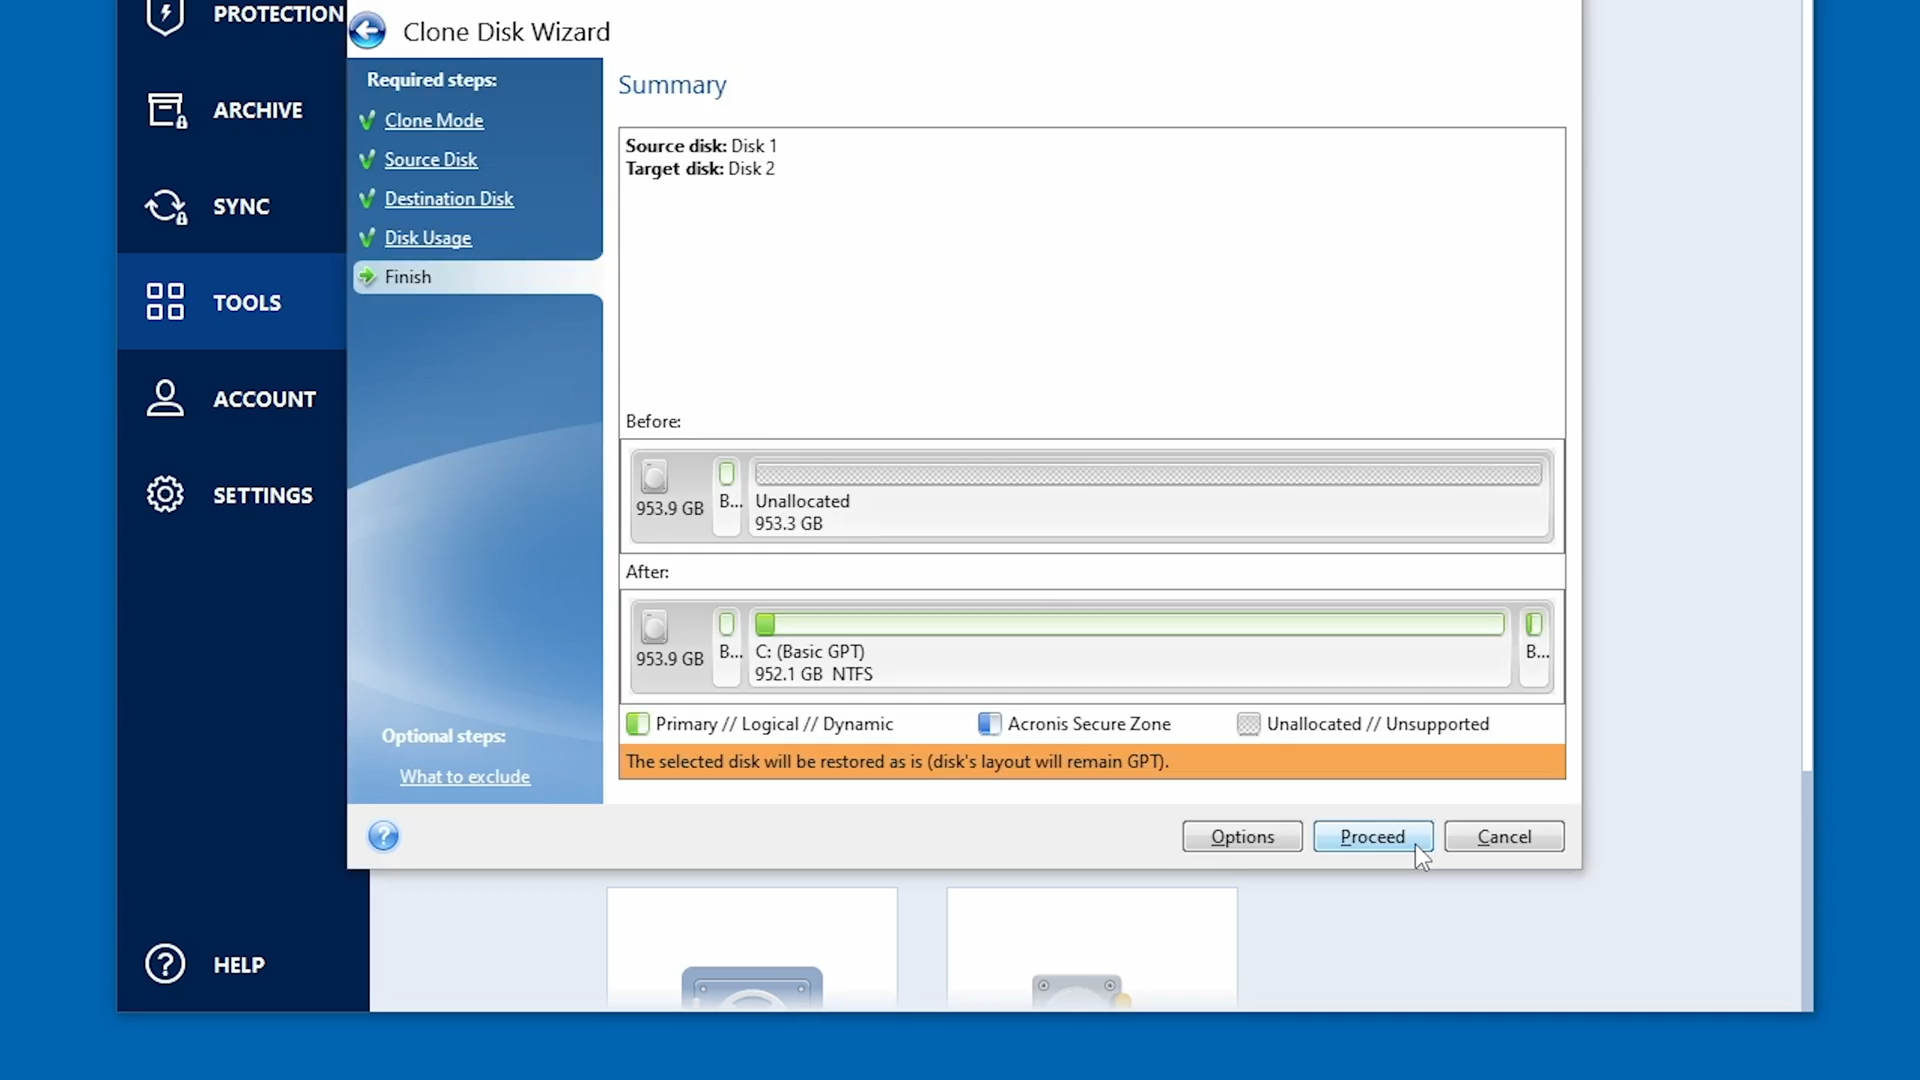 PROTECTION
ARCHIVE
SYNC
TOOLS
ACCOUNT
SETTINGS
HELP
Clone Disk Wizard
Required steps:
Clone Mode
Source Disk
Destination Disk
Disk Usage
Finish
Optional steps:
What to exclude
Summary
Source disk: Disk 1
Target disk: Disk 2
Before:
953.9 GB
B...
Unallocated
953.3 GB
After:
953.9 GB
B...
C: (Basic GPT)
952.1 GB NTFS
B...
Primary // Logical // Dynamic
Acronis Secure Zone
Unallocated // Unsupported
The selected disk will be restored as is (disk's layout will remain GPT).
?
Options
Proceed
Cancel